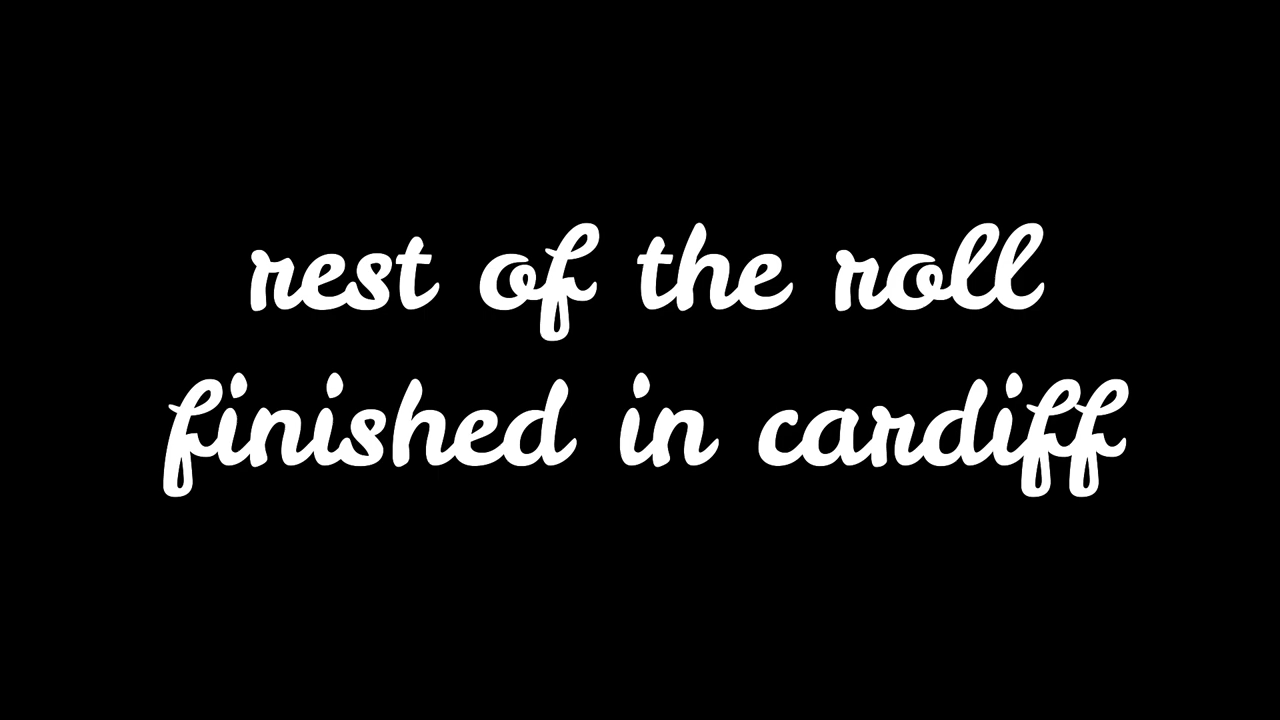 rest of the roll
finished in cardiff